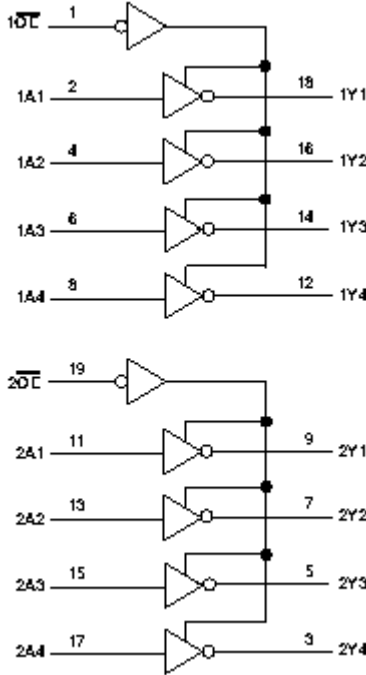 1OE 1
1A1 2 18 1Y1
1A2 4 16 1Y2
1A3 6 14 1Y3
1A4 8 12 1Y4
2OE 19
2A1 11 9 2Y1
2A2 13 7 2Y2
2A3 15 5 2Y3
2A4 17 3 2Y4